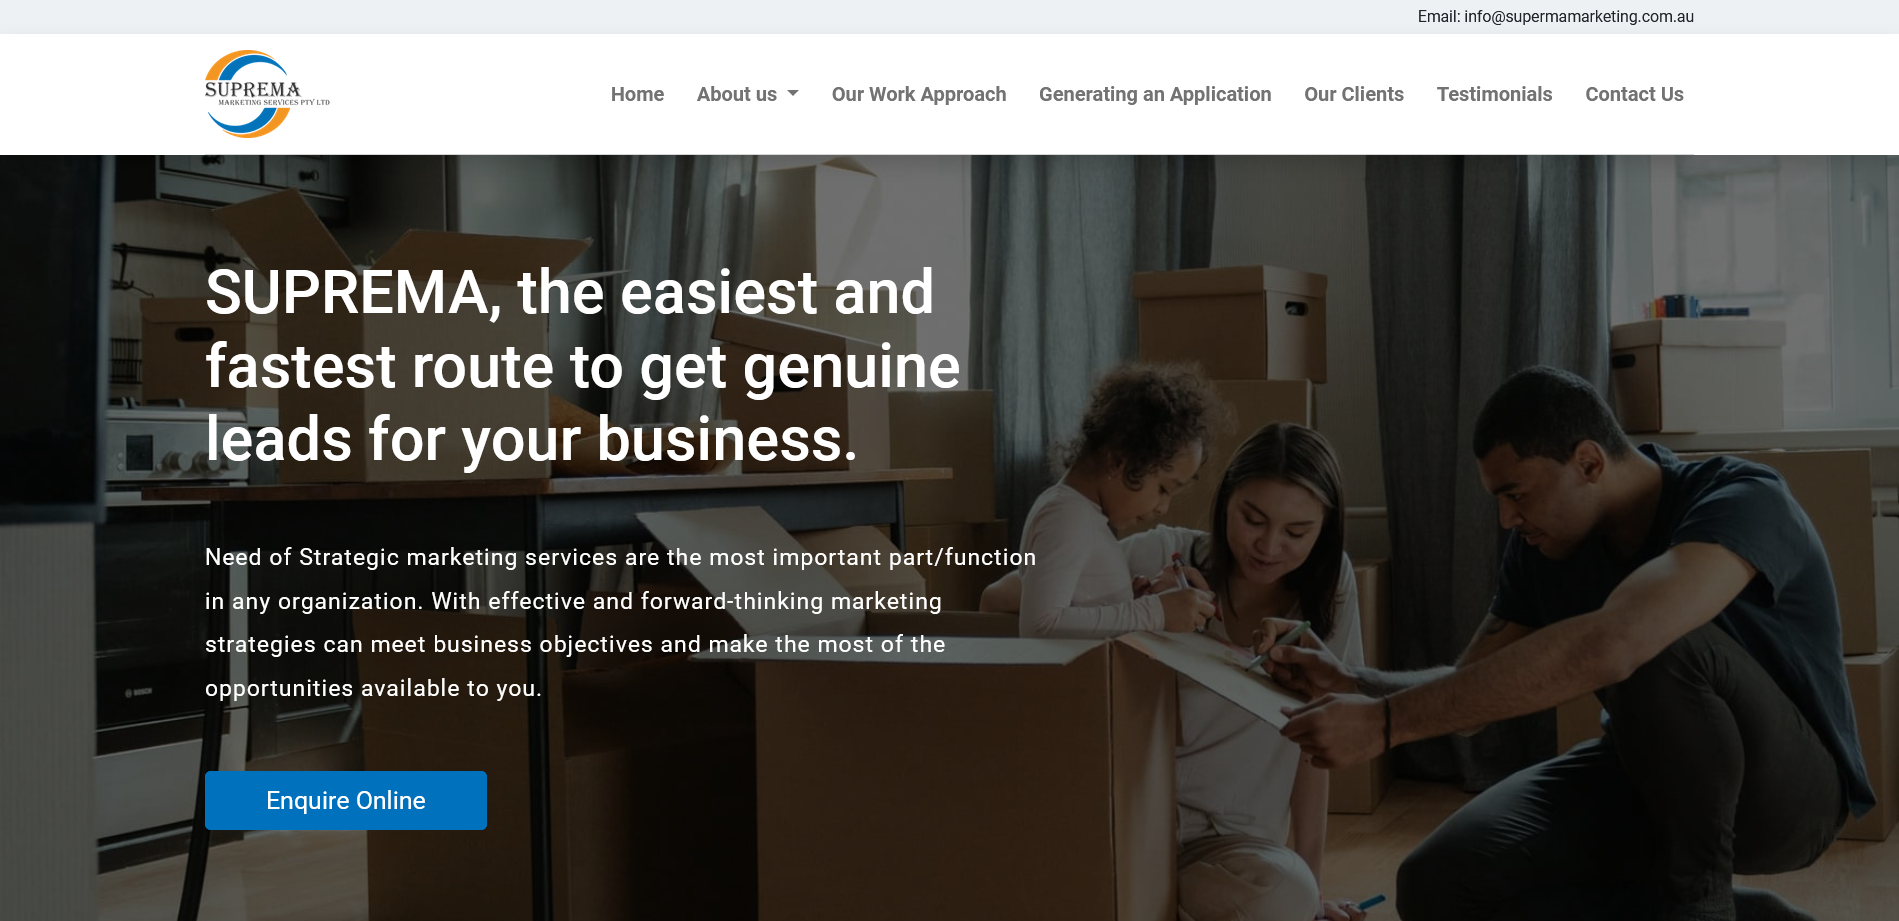 Email: info@supermamarketing.com.au
SUPREMA
MARKETING SERVICES PTY LTD
Home About us Our Work Approach Generating an Application Our Clients Testimonials Contact Us
SUPREMA, the easiest and
fastest route to get genuine
leads for your business.
Need of Strategic marketing services are the most important part/function
in any organization. With effective and forward-thinking marketing
strategies can meet business objectives and make the most of the
opportunities available to you.
BOSCH
Enquire Online